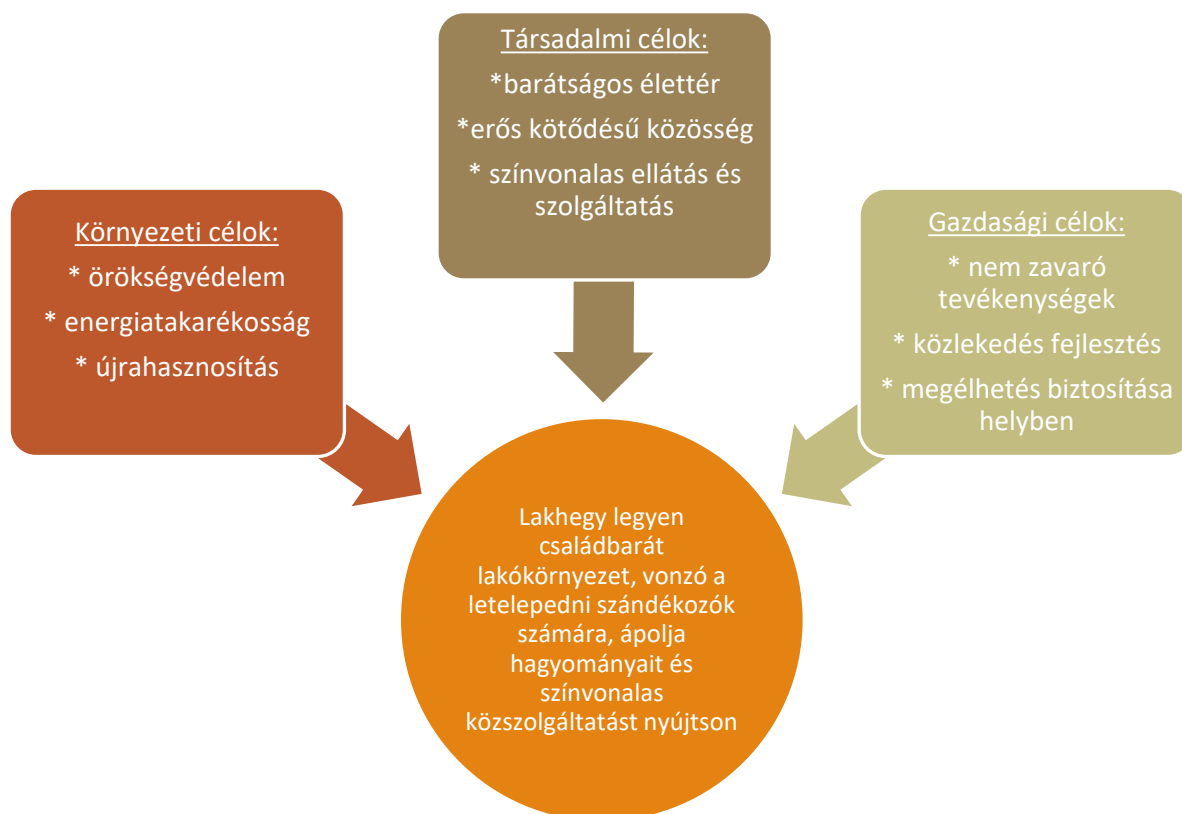 Társadalmi célok:
*barátságos élettér
*erős kötődésű közösség
* színvonalas ellátás és
szolgáltatás
Környezeti célok:
* örökségvédelem
* energiatakarékosság
* újrahasznosítás
Gazdasági célok:
* nem zavaró
tevékenységek
* közlekedés fejlesztés
* megélhetés biztosítása
helyben
Lakhegy legyen
családbarát
lakókörnyezet, vonzó a
letelepedni szándékozók
számára, ápolja
hagyományait és
színvonalas
közszolgáltatást nyújtson